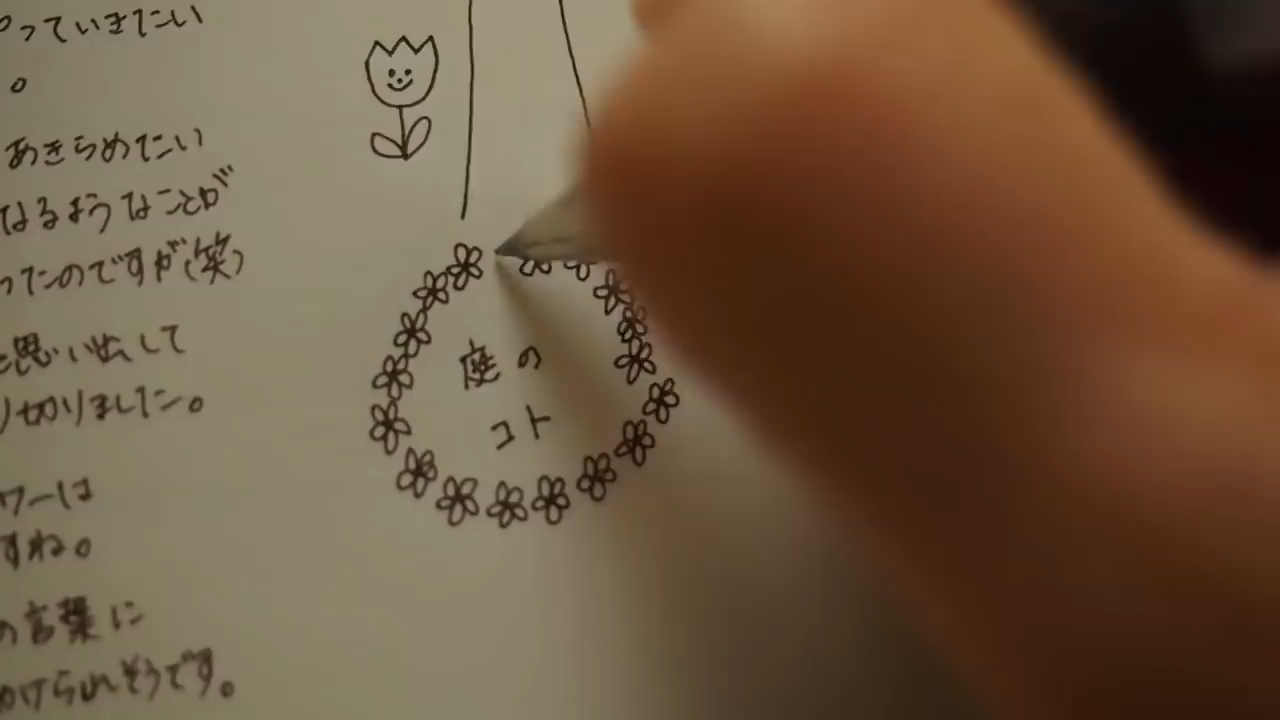 っていきたい
。
あきらめたい
なるようなことが
ったのですが(笑)
思い出して
り切りました。
ワーは
すね。
の言葉に
かけられそうです。
庭の
コト